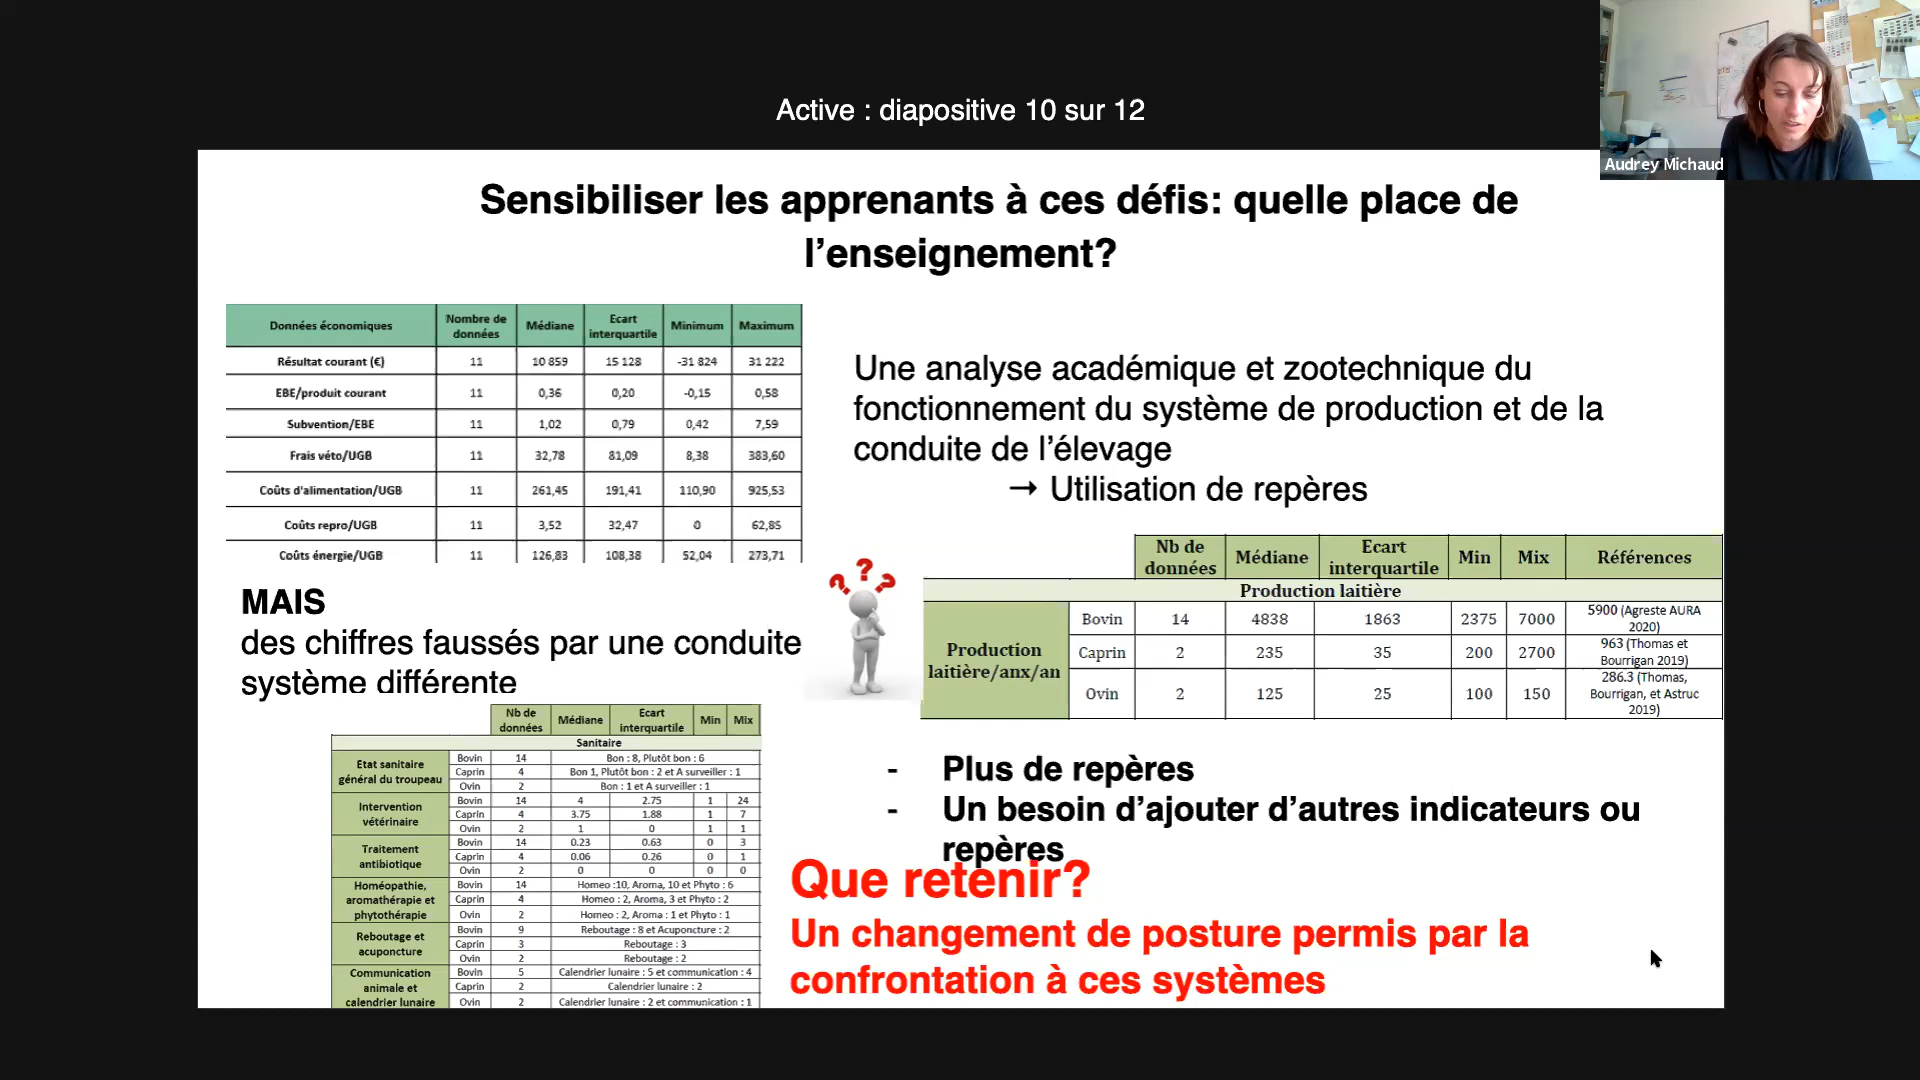 Active : diapositive 10 sur 12
Audrey Michaud
Sensibiliser les apprenants à ces défis: quelle place de
l’enseignement?
Données économiques Nombre de données Médiane Ecart interquartile Minimum Maximum
Résultat courant (€) 11 10 859 15 128 -31 824 31 222
EBE/produit courant 11 0,36 0,20 -0,15 0,58
Subvention/EBE 11 1,02 0,79 0,42 7,59
Frais véto/UGB 11 32,78 81,09 8,38 383,60
Coûts d'alimentation/UGB 11 261,45 191,41 110,90 925,53
Coûts repro/UGB 11 3,52 32,47 0 62,85
Coûts énergie/UGB 11 126,83 108,38 52,04 273,71
Une analyse académique et zootechnique du
fonctionnement du système de production et de la
conduite de l’élevage
→ Utilisation de repères
MAIS
des chiffres faussés par une conduite
système différente
???
Nb de données Médiane Ecart interquartile Min Mix Références
Production laitière
Production laitière/anx/an
Bovin 14 4838 1863 2375 7000 5900 (Agreste AURA 2020)
Caprin 2 235 35 200 2700 963 (Thomas et Bourrigan 2019)
Ovin 2 125 25 100 150 286.3 (Thomas, Bourrigan, et Astruc 2019)
Nb de données Médiane Ecart interquartile Min Mix
Sanitaire
Etat sanitaire général du troupeau
Bovin 14 Bon : 8, Plutôt bon : 6
Caprin 4 Bon 1, Plutôt bon : 2 et A surveiller : 1
Ovin 2 Bon : 1 et A surveiller : 1
Intervention vétérinaire
Bovin 14 4 2.75 1 24
Caprin 4 3.75 1.88 1 7
Ovin 2 1 0 1 1
Traitement antibiotique
Bovin 14 0.23 0.63 0 3
Caprin 4 0.06 0.26 0 1
Ovin 2 0 0 0 0
Homéopathie, aromathérapie et phytothérapie
Bovin 14 Homeo :10, Aroma, 10 et Phyto : 6
Caprin 4 Homeo : 2, Aroma, 3 et Phyto : 2
Ovin 2 Homeo : 2, Aroma : 1 et Phyto : 1
Reboutage et acuponcture
Bovin 9 Reboutage : 8 et Acuponcture : 2
Caprin 3 Reboutage : 3
Ovin 2 Reboutage : 2
Communication animale et calendrier lunaire
Bovin 5 Calendrier lunaire : 5 et communication : 4
Caprin 2 Calendrier lunaire : 2
Ovin 2 Calendrier lunaire : 2 et communication : 1
- Plus de repères
- Un besoin d’ajouter d’autres indicateurs ou
repères
Que retenir?
Un changement de posture permis par la
confrontation à ces systèmes